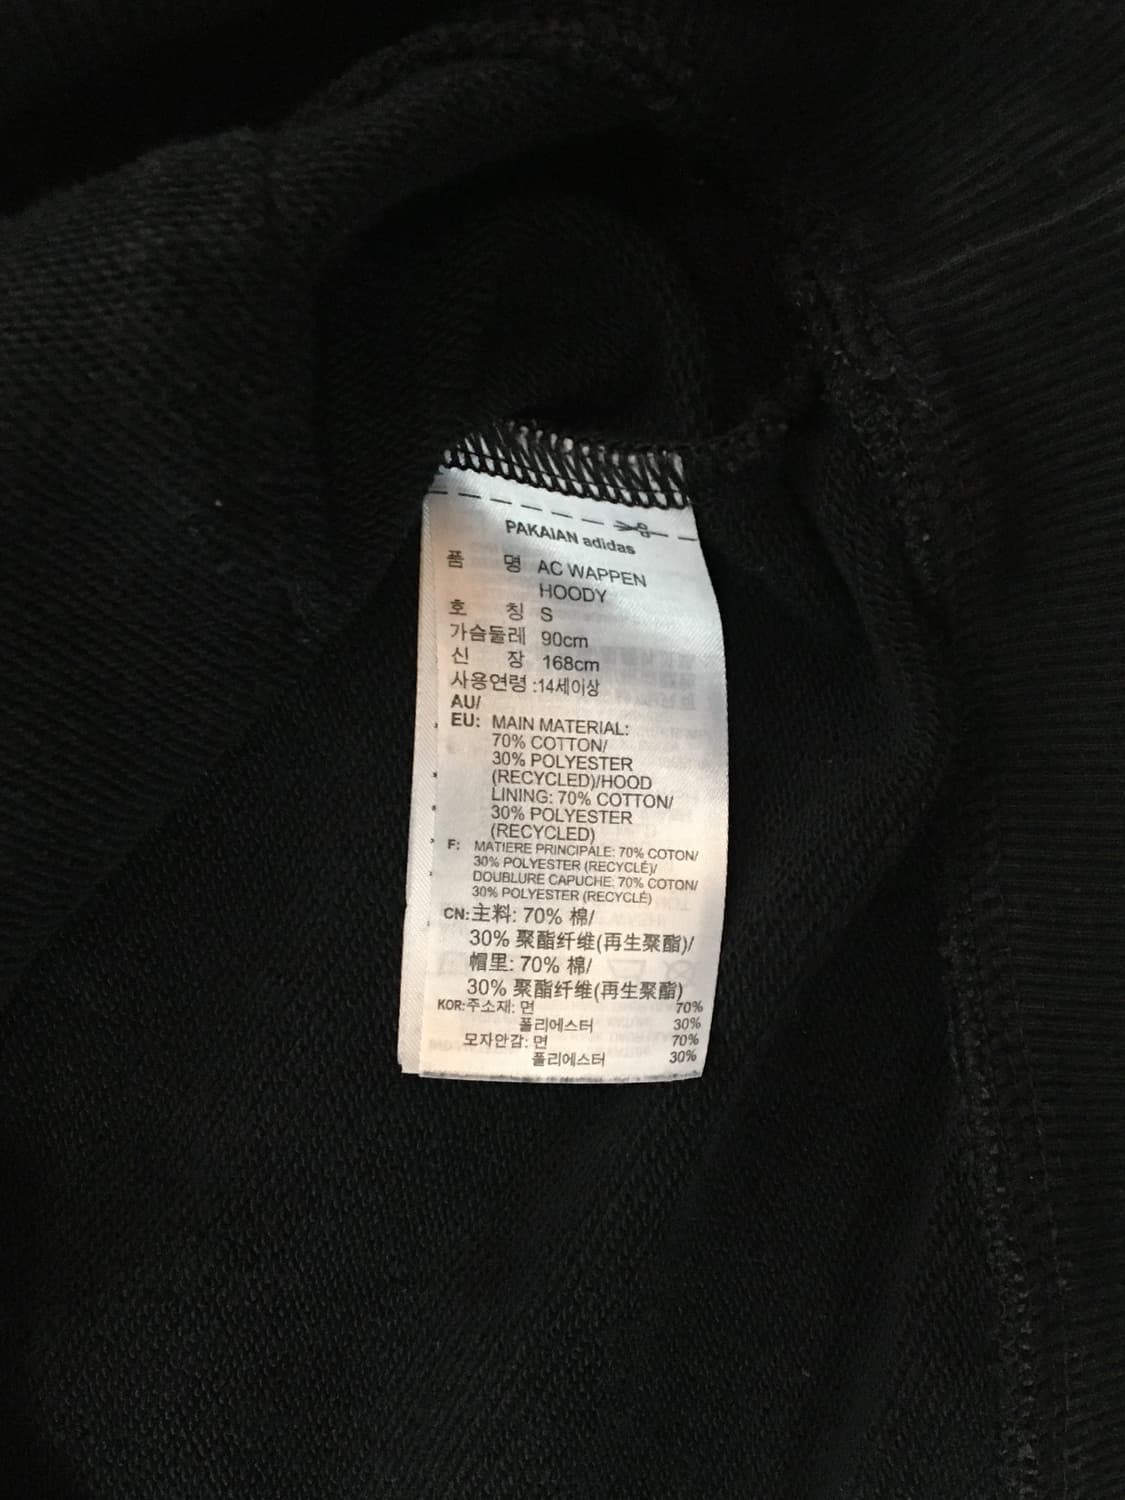 PAKAIAN adidas
품 명 AC WAPPEN
HOODY
호 칭 S
가슴둘레 90cm
신 장 168cm
사용연령 :14세이상
AU/
EU: MAIN MATERIAL:
70% COTTON/
30% POLYESTER
(RECYCLED)/HOOD
LINING: 70% COTTON/
30% POLYESTER
(RECYCLED)
F: MATIERE PRINCIPALE: 70% COTON/
30% POLYESTER (RECYCLÉ)/
DOUBLURE CAPUCHE: 70% COTON/
30% POLYESTER (RECYCLÉ)
CN: 主料: 70% 棉/
30% 聚酯纤维(再生聚酯)/
帽里: 70% 棉/
30% 聚酯纤维(再生聚酯)
KOR:주소재: 면 70%
폴리에스터 30%
모자안감: 면 70%
폴리에스터 30%